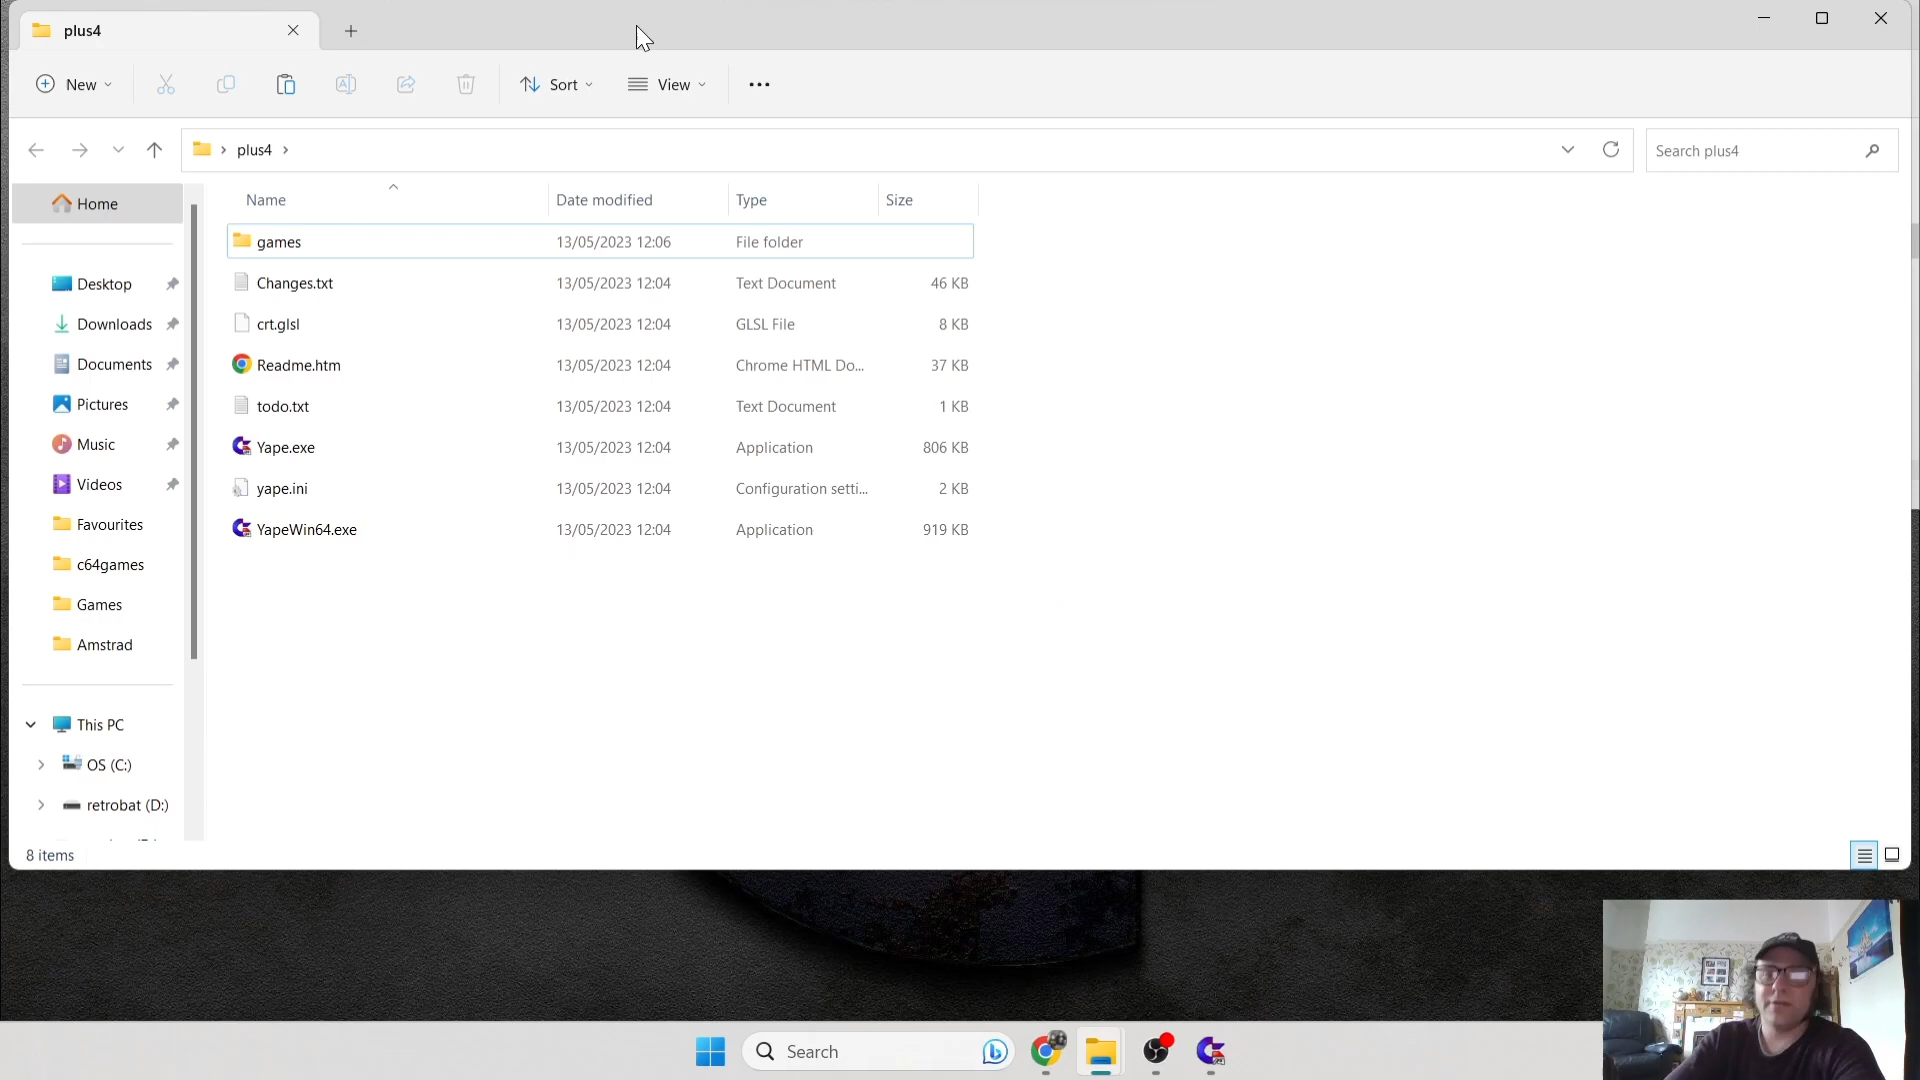 plus4
New
Sort
View
plus4
Search plus4
Home
Name Date modified Type Size
games 13/05/2023 12:06 File folder
Changes.txt 13/05/2023 12:04 Text Document 46 KB
crt.glsl 13/05/2023 12:04 GLSL File 8 KB
Readme.htm 13/05/2023 12:04 Chrome HTML Do... 37 KB
todo.txt 13/05/2023 12:04 Text Document 1 KB
Yape.exe 13/05/2023 12:04 Application 806 KB
yape.ini 13/05/2023 12:04 Configuration setti... 2 KB
YapeWin64.exe 13/05/2023 12:04 Application 919 KB
Desktop
Downloads
Documents
Pictures
Music
Videos
Favourites
c64games
Games
Amstrad
This PC
OS (C:)
retrobat (D:)
8 items
Search